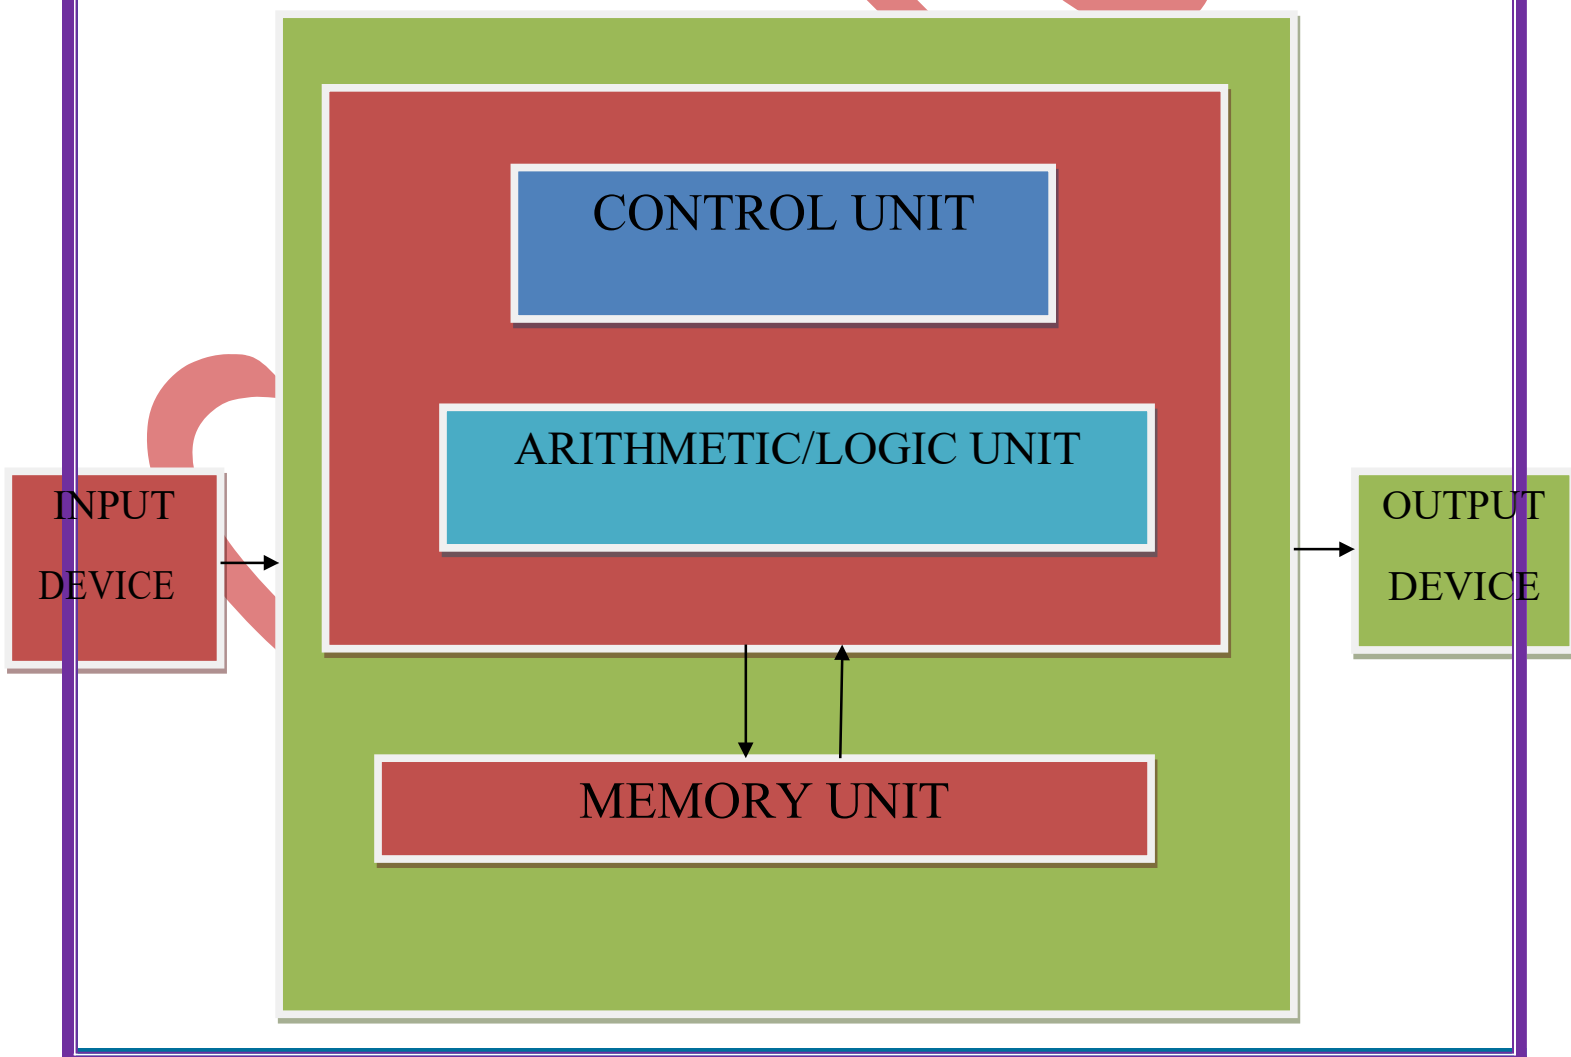 CONTROL UNIT
ARITHMETIC/LOGIC UNIT
INPUT
DEVICE
OUTPUT
DEVICE
MEMORY UNIT